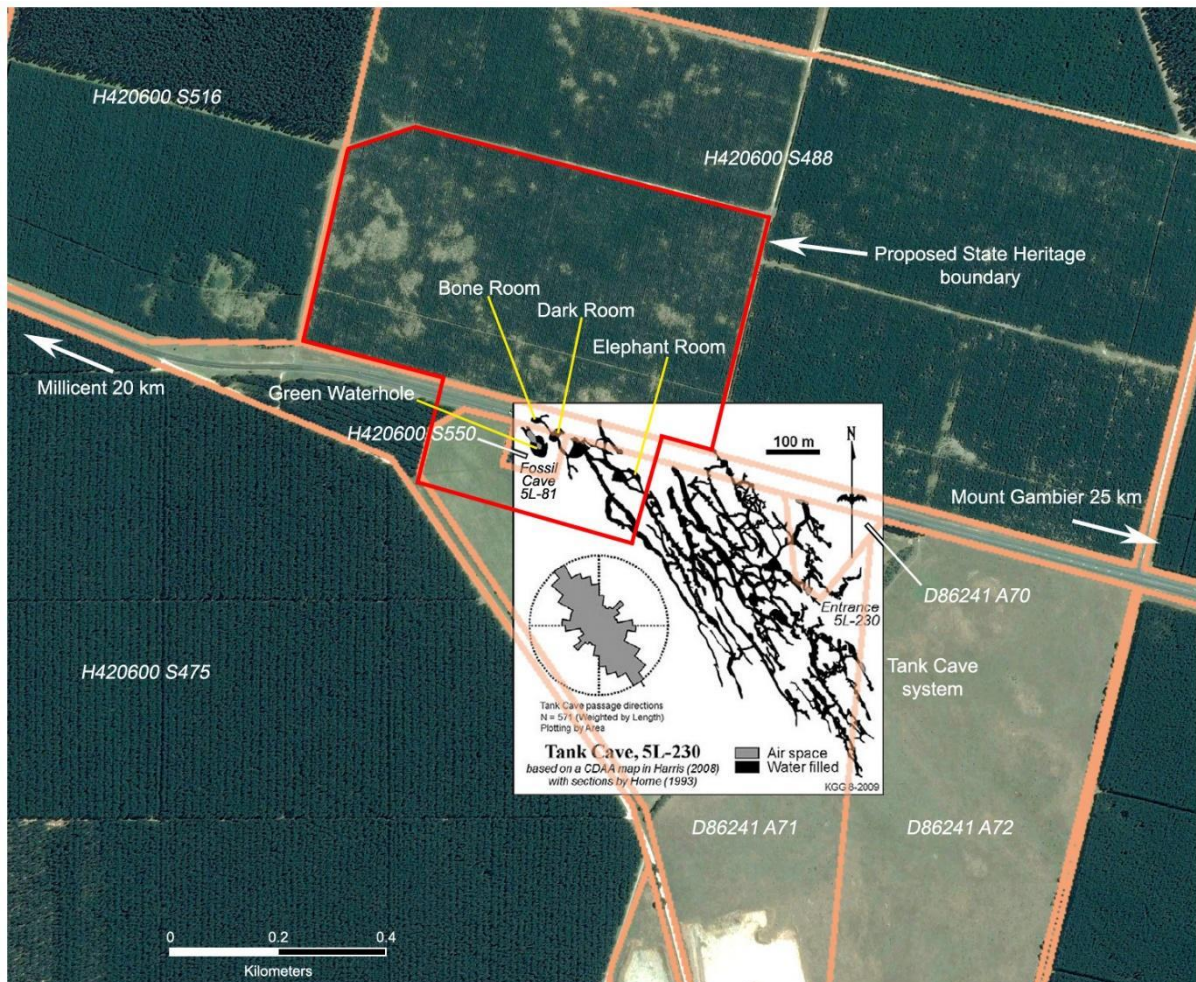 H420600 S516
H420600 S488
Proposed State Heritage
boundary
Bone Room
Dark Room
Elephant Room
Millicent 20 km
Green Waterhole
H420600 S550
Fossil
Cave
5L-81
100 m
N
Mount Gambier 25 km
D86241 A70
Entrance
5L-230
H420600 S475
Tank Cave
system
Tank Cave passage directions
N = 571 (Weighted by Length)
Plotting by Area
Tank Cave, 5L-230
based on a CDAA map in Harris (2008)
with sections by Horne (1993)
Air space
Water filled
KGG 8-2009
D86241 A71
D86241 A72
0 0.2 0.4
Kilometers